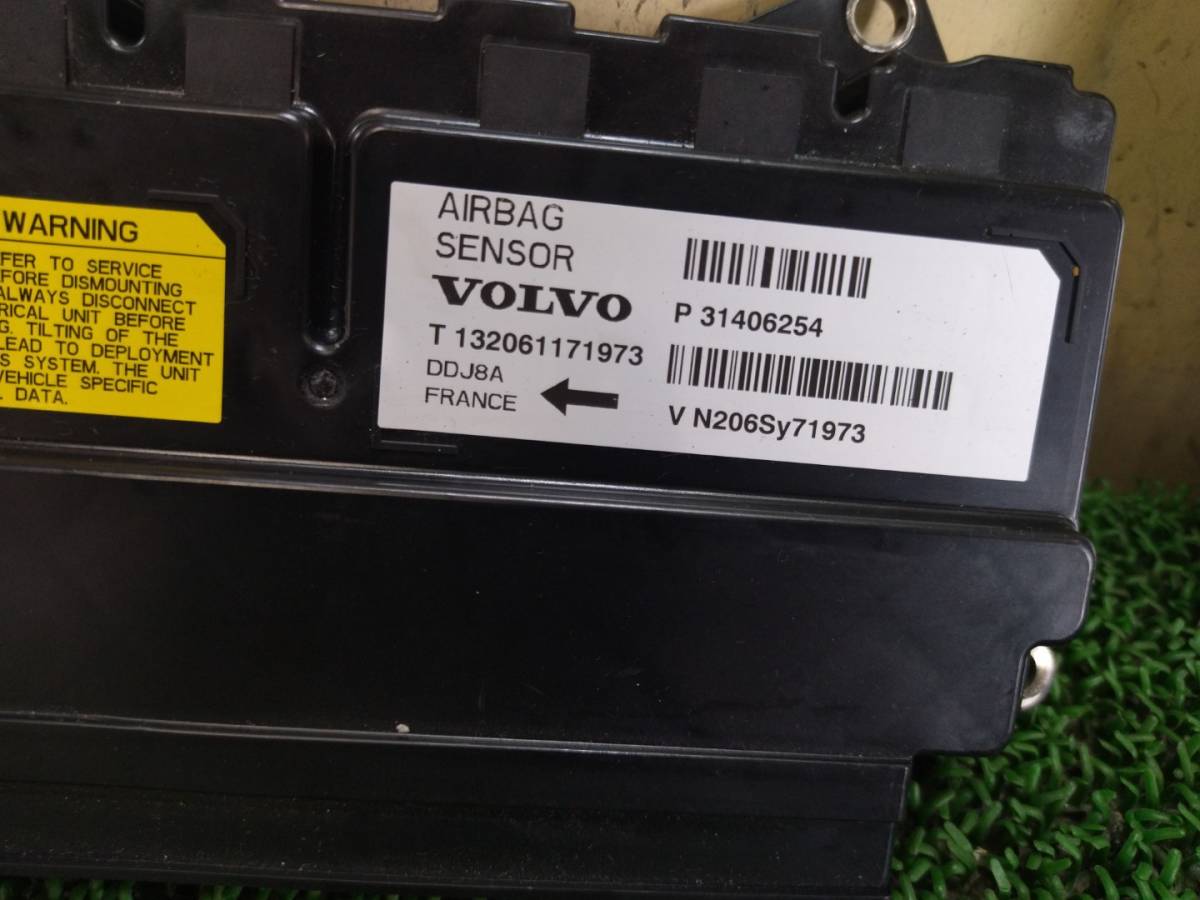 WARNING
FER TO SERVICE
EFORE DISMOUNTING
ALWAYS DISCONNECT
RICAL UNIT BEFORE
G. TILTING OF THE
LEAD TO DEPLOYMENT
S SYSTEM. THE UNIT
VEHICLE SPECIFIC
DATA.
AIRBAG
SENSOR
VOLVO
T 132061171973
DDJ8A
FRANCE
P 31406254
V N206Sy71973